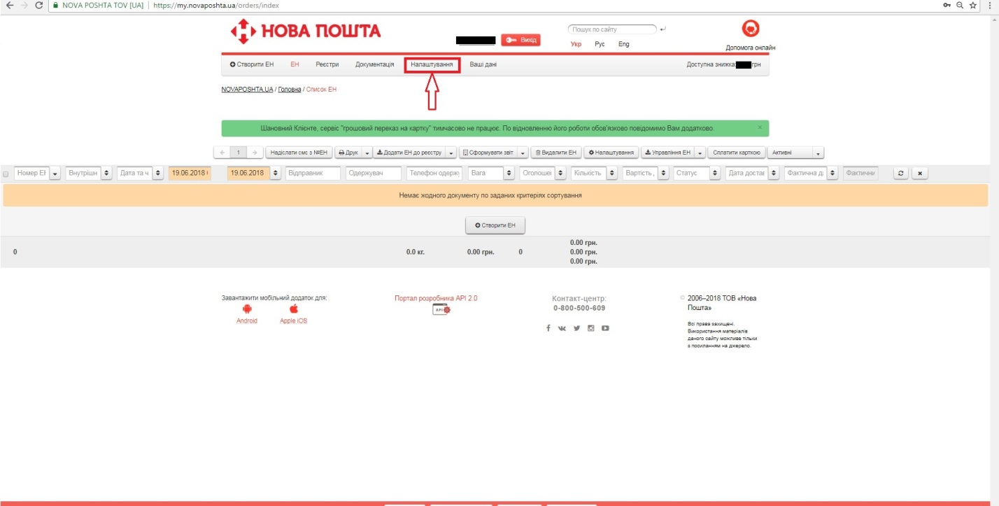 NOVA POSHTA TOV [UA] | https://my.novaposhta.ua/orders/index
НОВА ПОШТА
Вихід
Пошук по сайту
Укр Рус Eng
Допомога онлайн
Створити ЕН ЕН Реєстри Документація Налаштування Ваші дані Доступна знижка: грн
NOVAPOSHTA.UA / Головна / Список ЕН
Шановний Клієнте, сервіс "грошовий переказ на картку" тимчасово не працює. По відновленню його роботи обов'язково повідомимо Вам додатково. ×
1 Надіслати смс з №ЕН Друк Додати ЕН до реєстру Сформувати звіт Видалити ЕН Налаштування Управління ЕН Сплатити карткою Активні
Номер ЕН Внутрішн Дата та ч 19.06.2018 19.06.2018 Відправник Одержувач Телефон одержу Вага Оголошен Кількість Вартість Статус Дата достав Фактична да Фактични
Немає жодного документу по заданих критеріях сортування
Створити ЕН
0 0.0 кг. 0.00 грн. 0 0.00 грн.
0.00 грн.
0.00 грн.
Завантажити мобільний додаток для:
Android Apple iOS
Портал розробника API 2.0
API
Контакт-центр:
0-800-500-609
© 2006–2018 ТОВ «Нова
Пошта»
Всі права захищені.
Використання матеріалів
даного сайту можливе тільки
з посиланням на джерело.